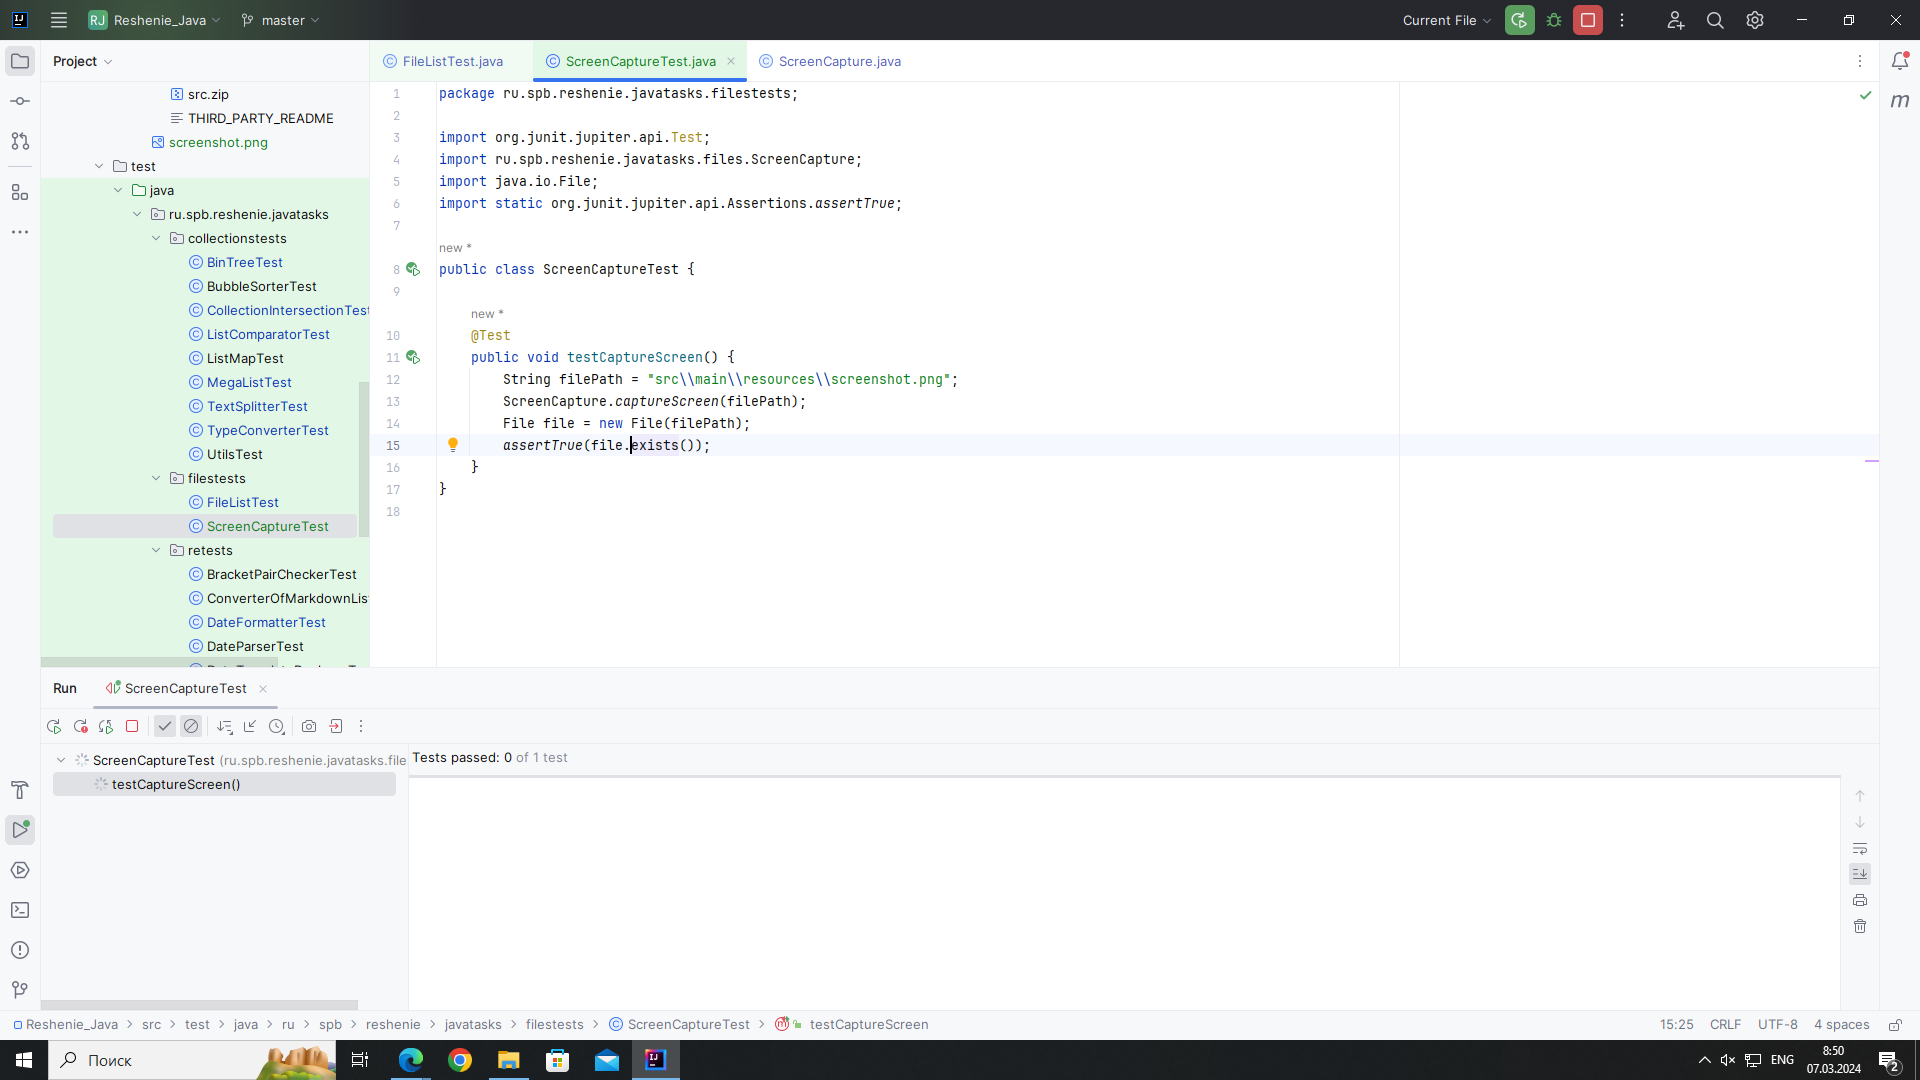 RJ Reshenie_Java master Current File
Project
FileListTest.java ScreenCaptureTest.java ScreenCapture.java
src.zip
THIRD_PARTY_README
screenshot.png
test
java
ru.spb.reshenie.javatasks
collectionstests
BinTreeTest
BubbleSorterTest
CollectionIntersectionTest
ListComparatorTest
ListMapTest
MegaListTest
TextSplitterTest
TypeConverterTest
UtilsTest
filestests
FileListTest
ScreenCaptureTest
retests
BracketPairCheckerTest
ConverterOfMarkdownLis
DateFormatterTest
DateParserTest
1 package ru.spb.reshenie.javatasks.filestests;
2
3 import org.junit.jupiter.api.Test;
4 import ru.spb.reshenie.javatasks.files.ScreenCapture;
5 import java.io.File;
6 import static org.junit.jupiter.api.Assertions.assertTrue;
7
new *
8 public class ScreenCaptureTest {
9
new *
10 @Test
11 public void testCaptureScreen() {
12 String filePath = "src\\main\\resources\\screenshot.png";
13 ScreenCapture.captureScreen(filePath);
14 File file = new File(filePath);
15 assertTrue(file.exists());
16 }
17 }
18
m
Run ScreenCaptureTest
ScreenCaptureTest (ru.spb.reshenie.javatasks.file
testCaptureScreen()
Tests passed: 0 of 1 test
Reshenie_Java > src > test > java > ru > spb > reshenie > javatasks > filestests > ScreenCaptureTest > testCaptureScreen
15:25 CRLF UTF-8 4 spaces
Поиск
ENG
8:50
07.03.2024
2